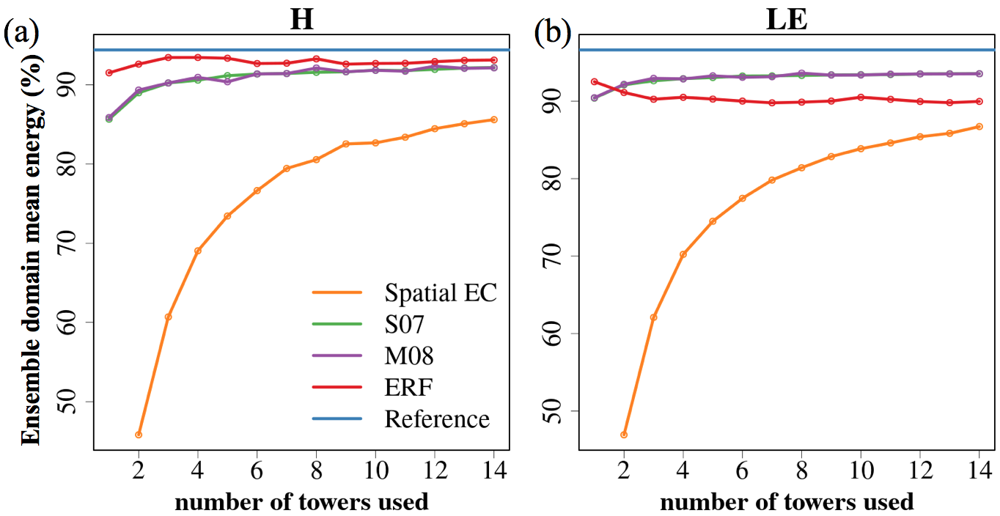 (a)
H
Ensemble domain mean energy (%)
90
80
70
60
50
Spatial EC
S07
M08
ERF
Reference
2 4 6 8 10 12 14
number of towers used
(b)
LE
90
80
70
60
50
2 4 6 8 10 12 14
number of towers used